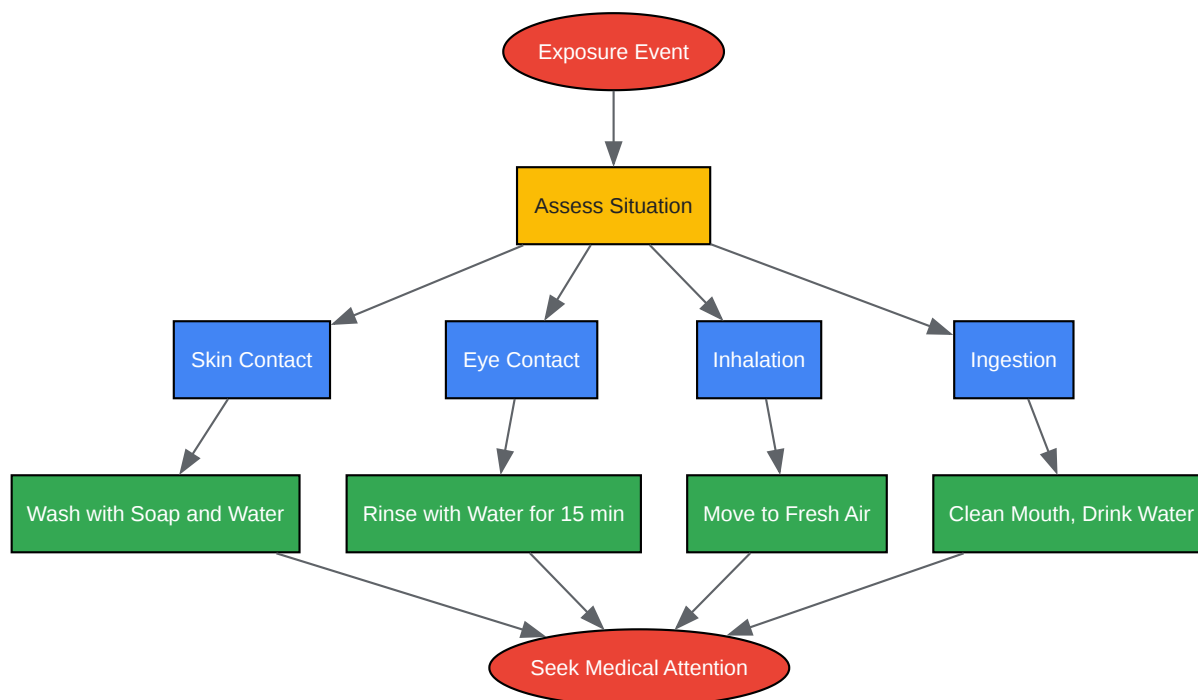 Exposure Event
Assess Situation
Skin Contact
Eye Contact
Inhalation
Ingestion
Wash with Soap and Water
Rinse with Water for 15 min
Move to Fresh Air
Clean Mouth, Drink Water
Seek Medical Attention